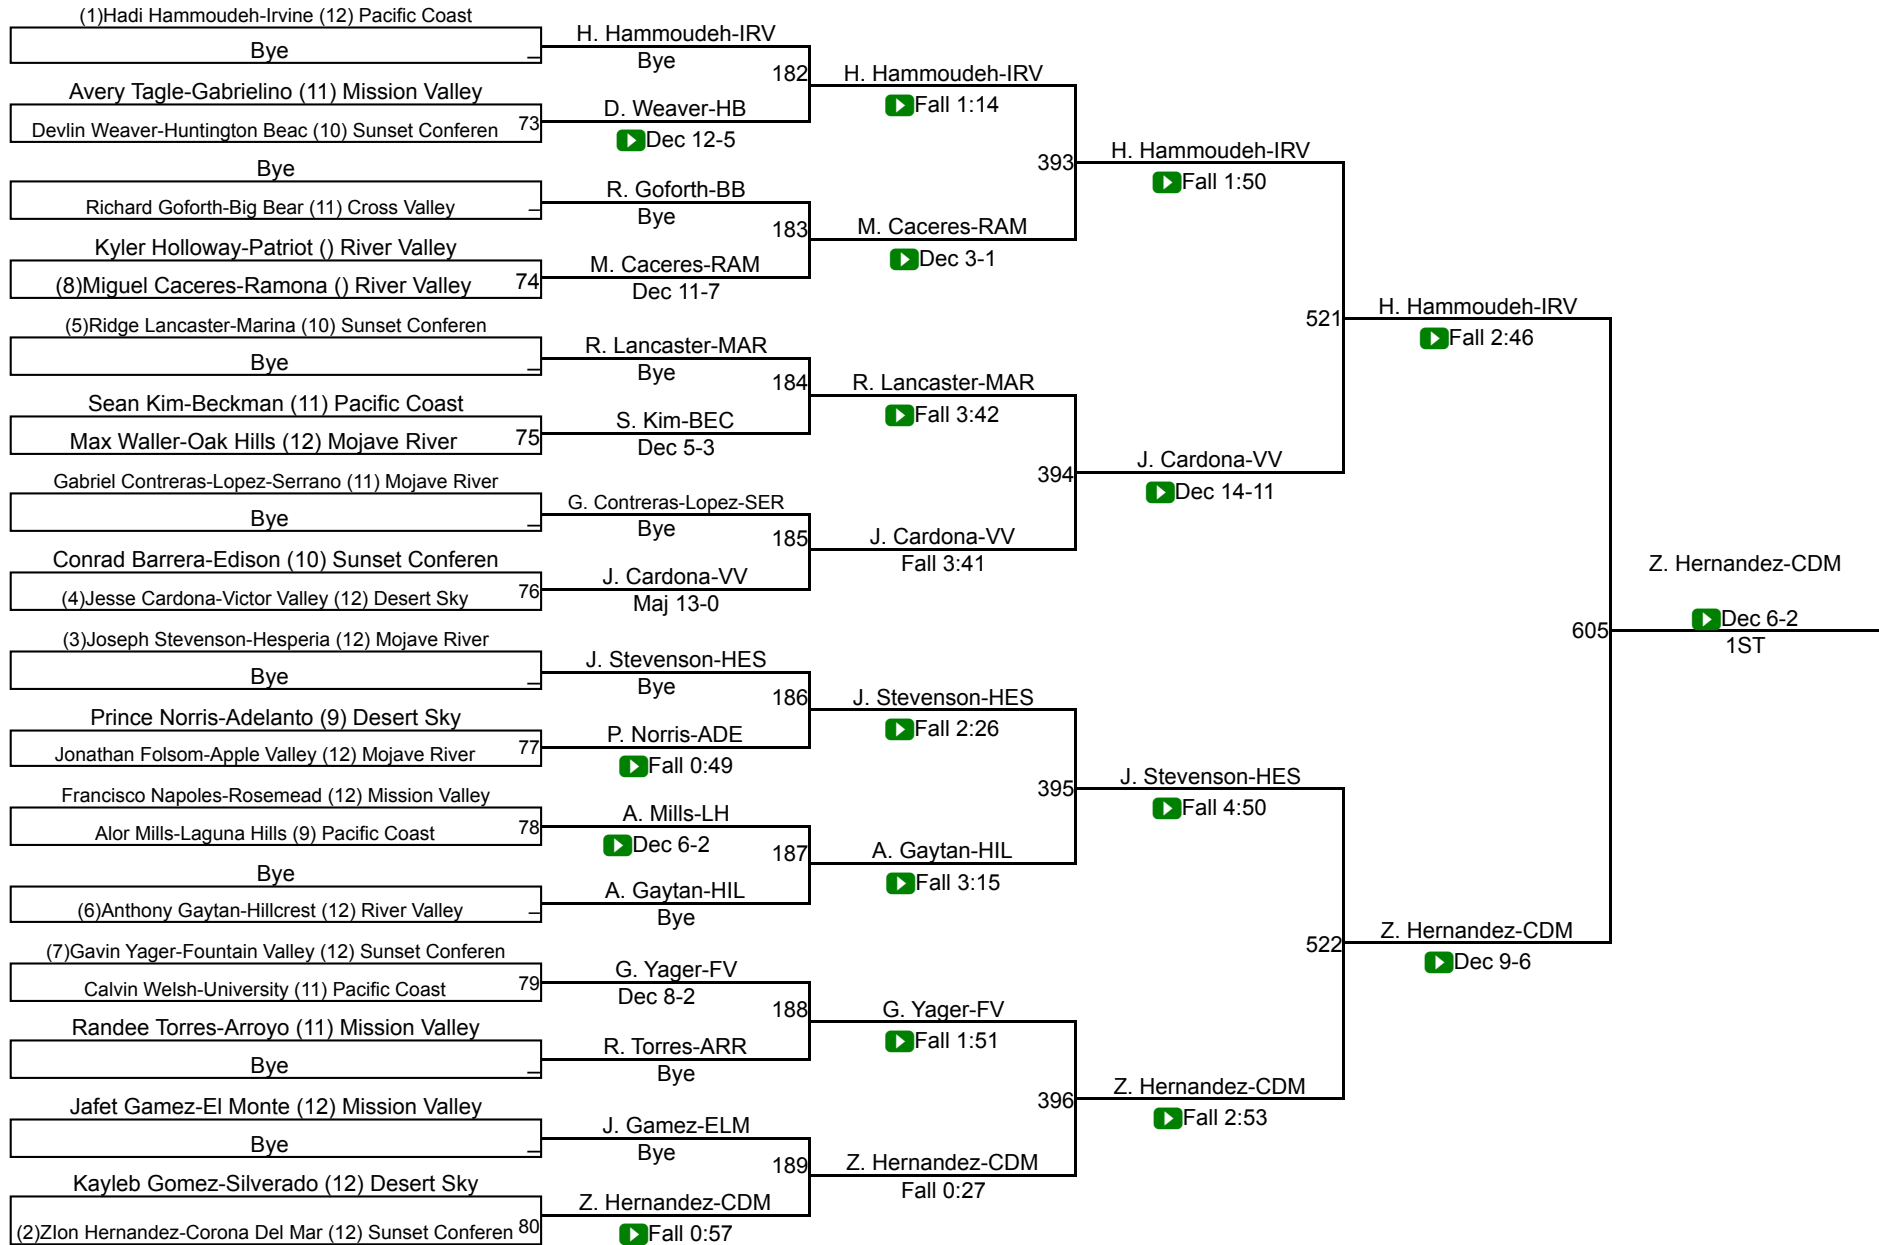 (1)Hadi Hammoudeh-Irvine (12) Pacific Coast
Bye
_
Avery Tagle-Gabrielino (11) Mission Valley
Devlin Weaver-Huntington Beac (10) Sunset Conferen
73
Bye
Richard Goforth-Big Bear (11) Cross Valley
_
Kyler Holloway-Patriot () River Valley
(8)Miguel Caceres-Ramona () River Valley
74
(5)Ridge Lancaster-Marina (10) Sunset Conferen
Bye
_
Sean Kim-Beckman (11) Pacific Coast
Max Waller-Oak Hills (12) Mojave River
75
Gabriel Contreras-Lopez-Serrano (11) Mojave River
Bye
_
Conrad Barrera-Edison (10) Sunset Conferen
(4)Jesse Cardona-Victor Valley (12) Desert Sky
76
(3)Joseph Stevenson-Hesperia (12) Mojave River
Bye
_
Prince Norris-Adelanto (9) Desert Sky
Jonathan Folsom-Apple Valley (12) Mojave River
77
Francisco Napoles-Rosemead (12) Mission Valley
Alor Mills-Laguna Hills (9) Pacific Coast
78
Bye
(6)Anthony Gaytan-Hillcrest (12) River Valley
_
(7)Gavin Yager-Fountain Valley (12) Sunset Conferen
Calvin Welsh-University (11) Pacific Coast
79
Randee Torres-Arroyo (11) Mission Valley
Bye
_
Jafet Gamez-El Monte (12) Mission Valley
Bye
_
Kayleb Gomez-Silverado (12) Desert Sky
(2)ZIon Hernandez-Corona Del Mar (12) Sunset Conferen
80
H. Hammoudeh-IRV
Bye
182
D. Weaver-HB
Dec 12-5
R. Goforth-BB
Bye
183
M. Caceres-RAM
Dec 11-7
R. Lancaster-MAR
Bye
184
S. Kim-BEC
Dec 5-3
G. Contreras-Lopez-SER
Bye
185
J. Cardona-VV
Maj 13-0
J. Stevenson-HES
Bye
186
P. Norris-ADE
Fall 0:49
A. Mills-LH
Dec 6-2
187
A. Gaytan-HIL
Bye
G. Yager-FV
Dec 8-2
188
R. Torres-ARR
Bye
J. Gamez-ELM
Bye
189
Z. Hernandez-CDM
Fall 0:57
H. Hammoudeh-IRV
Fall 1:14
393
M. Caceres-RAM
Dec 3-1
R. Lancaster-MAR
Fall 3:42
394
J. Cardona-VV
Fall 3:41
J. Stevenson-HES
Fall 2:26
395
A. Gaytan-HIL
Fall 3:15
G. Yager-FV
Fall 1:51
396
Z. Hernandez-CDM
Fall 0:27
H. Hammoudeh-IRV
Fall 1:50
521
J. Cardona-VV
Dec 14-11
J. Stevenson-HES
Fall 4:50
522
Z. Hernandez-CDM
Fall 2:53
H. Hammoudeh-IRV
Fall 2:46
605
Z. Hernandez-CDM
Dec 9-6
Z. Hernandez-CDM
Dec 6-2
1ST